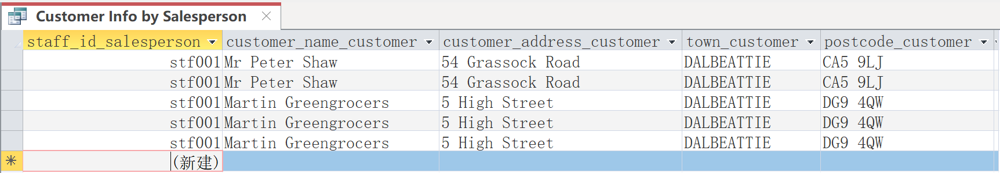 Customer Info by Salesperson
staff_id_salesperson customer_name_customer customer_address_customer town_customer postcode_customer
stf001 Mr Peter Shaw 54 Grassock Road DALBEATTIE CA5 9LJ
stf001 Mr Peter Shaw 54 Grassock Road DALBEATTIE CA5 9LJ
stf001 Martin Greengrocers 5 High Street DALBEATTIE DG9 4QW
stf001 Martin Greengrocers 5 High Street DALBEATTIE DG9 4QW
stf001 Martin Greengrocers 5 High Street DALBEATTIE DG9 4QW
(新建)